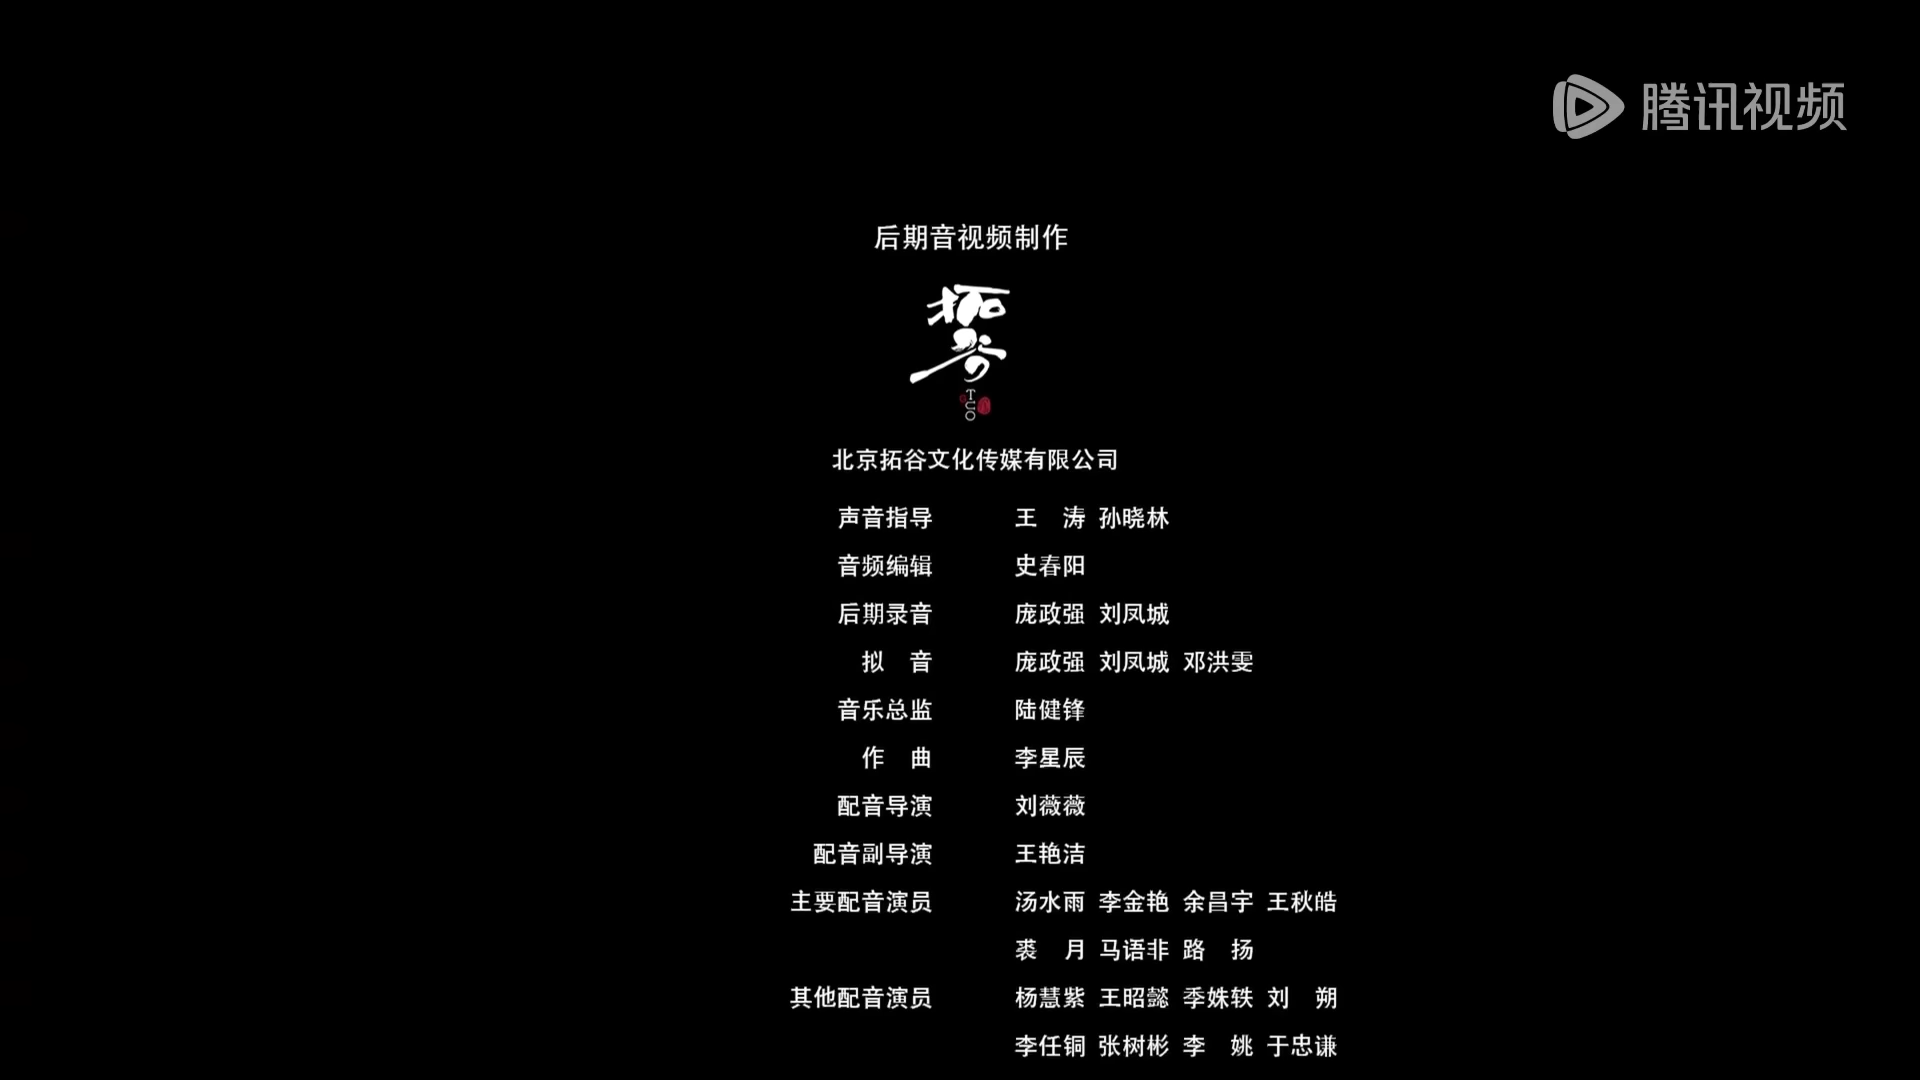 腾讯视频
后期音视频制作
拓谷
TGO
北京拓谷文化传媒有限公司
声音指导 王 涛 孙晓林
音频编辑 史春阳
后期录音 庞政强 刘凤城
拟 音 庞政强 刘凤城 邓洪雯
音乐总监 陆健锋
作 曲 李星辰
配音导演 刘薇薇
配音副导演 王艳洁
主要配音演员 汤水雨 李金艳 余昌宇 王秋皓
裘 月 马语非 路 扬
其他配音演员 杨慧紫 王昭懿 季姝轶 刘 朔
李任铜 张树彬 李 姚 于忠谦